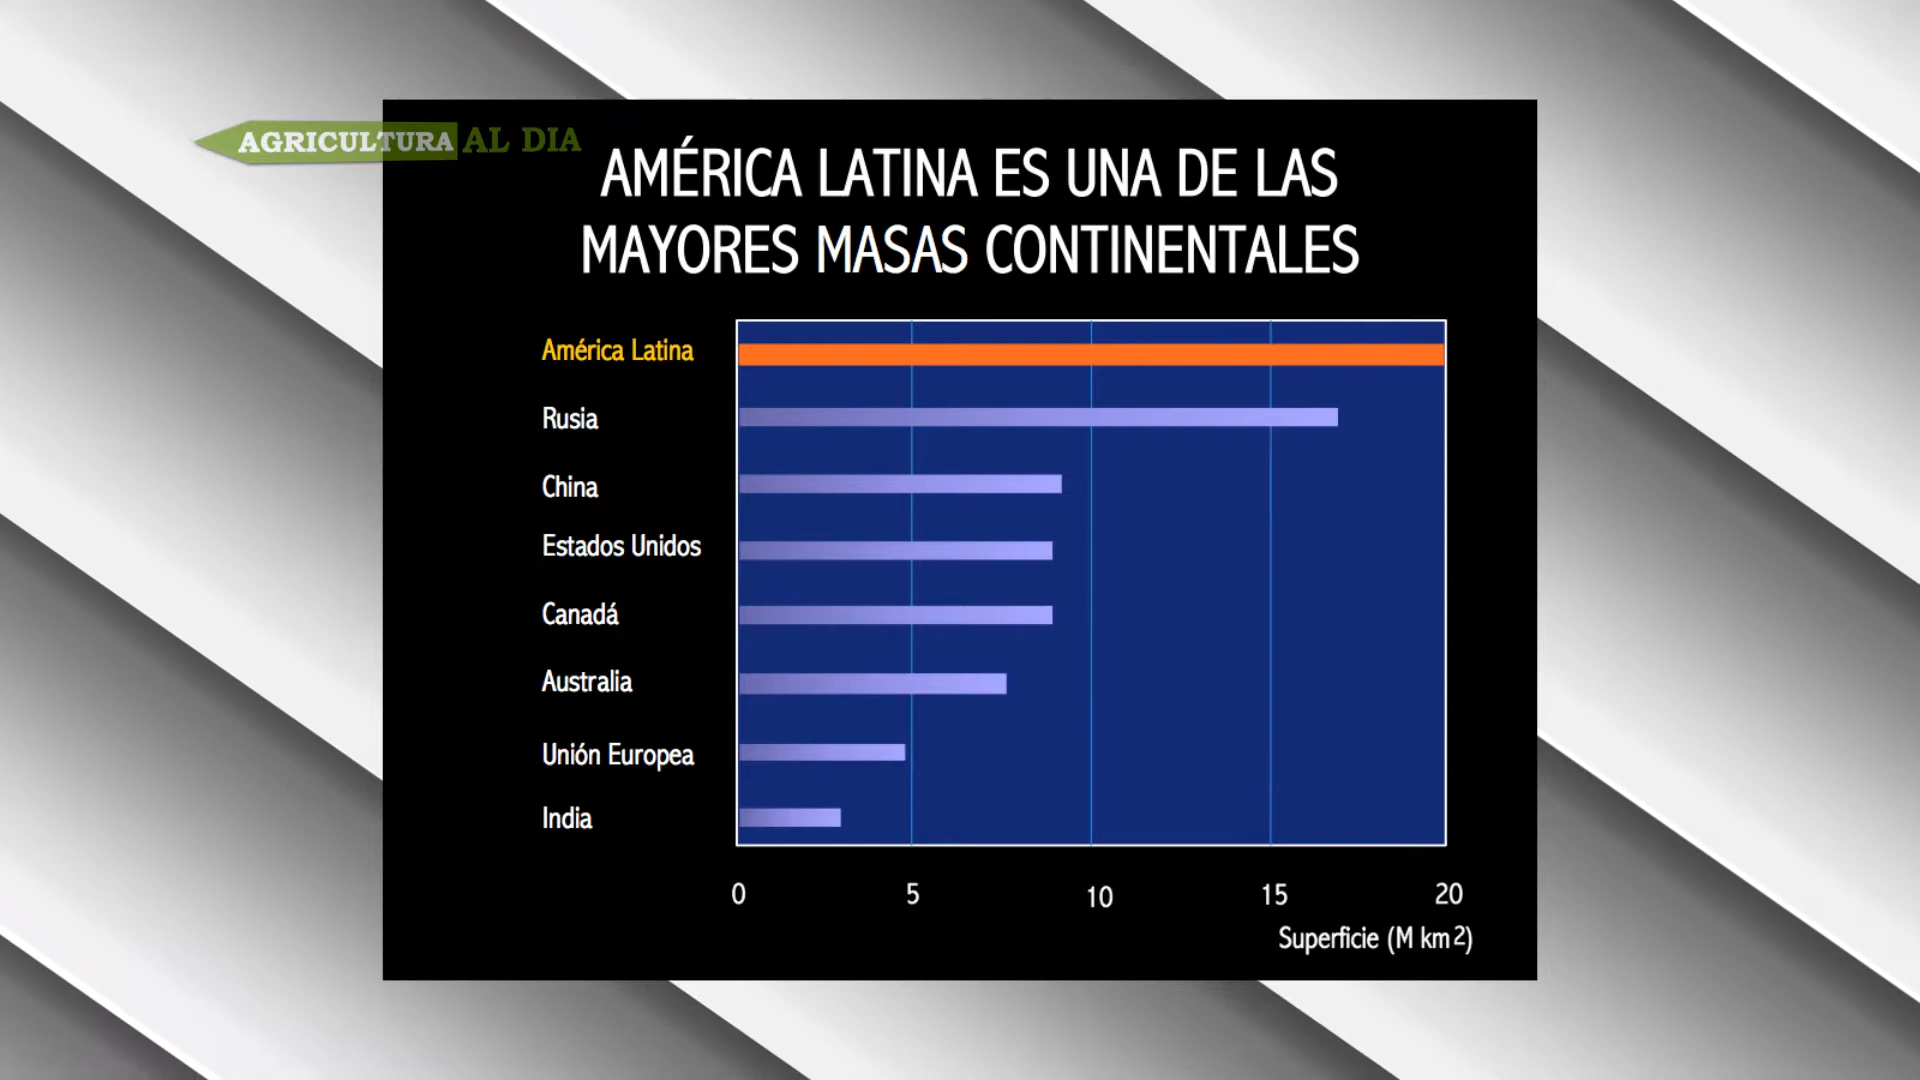 AGRICULTURA AL DIA
AMÉRICA LATINA ES UNA DE LAS
MAYORES MASAS CONTINENTALES
América Latina
Rusia
China
Estados Unidos
Canadá
Australia
Unión Europea
India
0 5 10 15 20
Superficie (M km2)